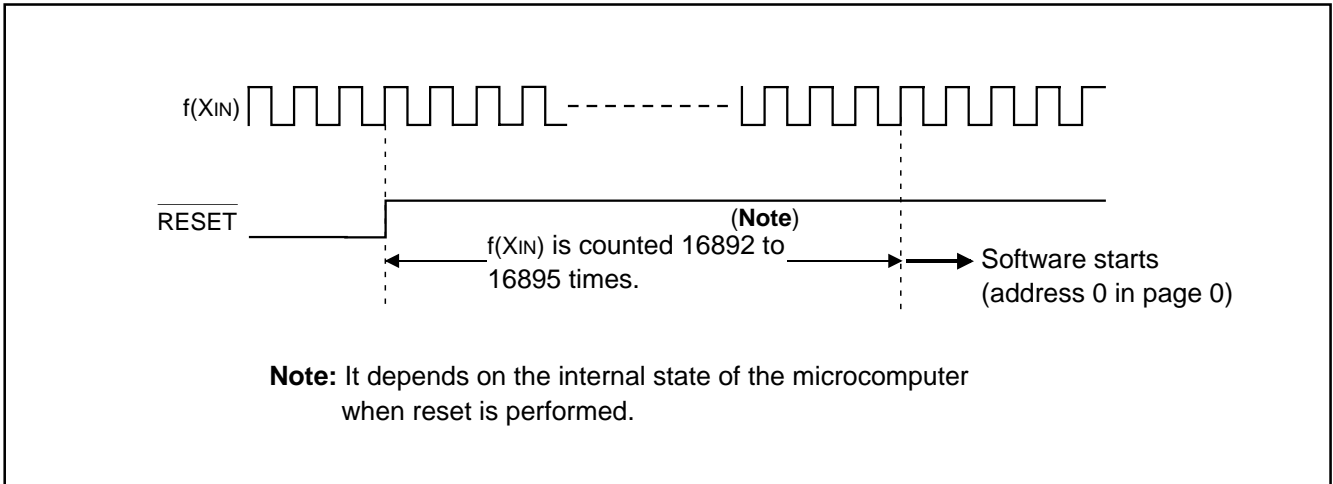 f(XIN)
RESET
(Note)
f(XIN) is counted 16892 to
16895 times.
Software starts
(address 0 in page 0)
Note: It depends on the internal state of the microcomputer
when reset is performed.